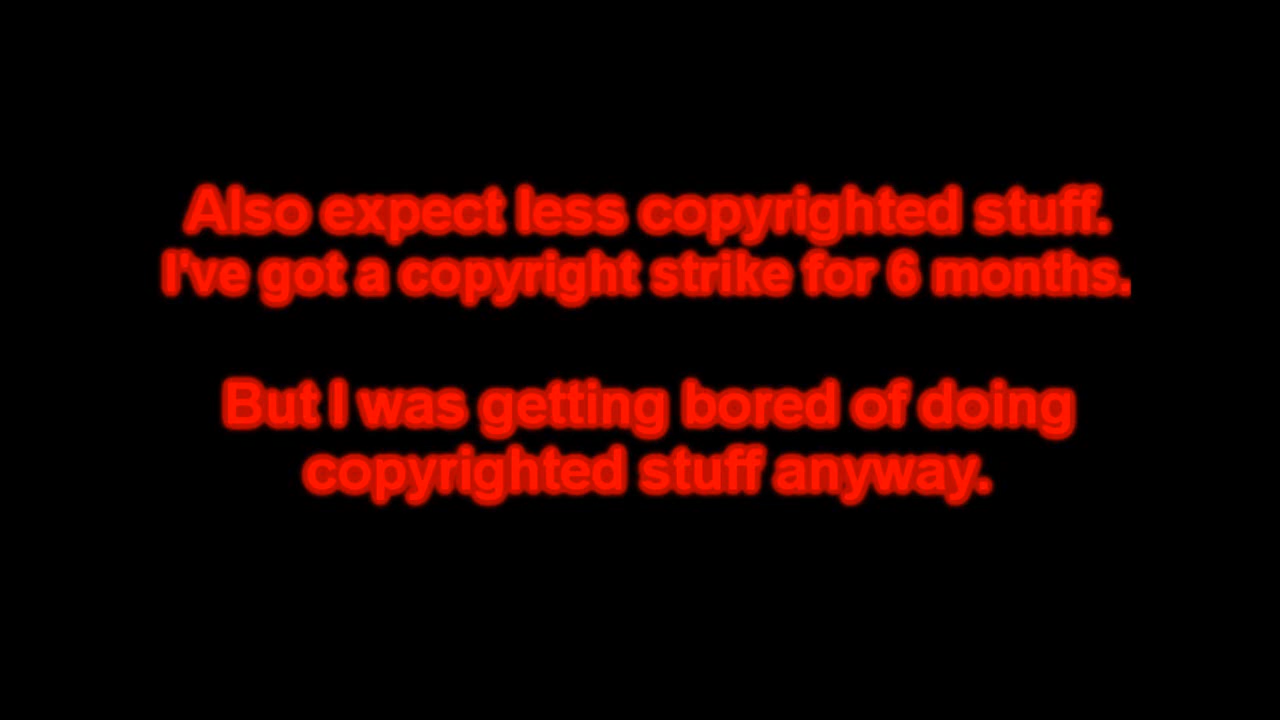 Also expect less copyrighted stuff.
I've got a copyright strike for 6 months.
But I was getting bored of doing
copyrighted stuff anyway.